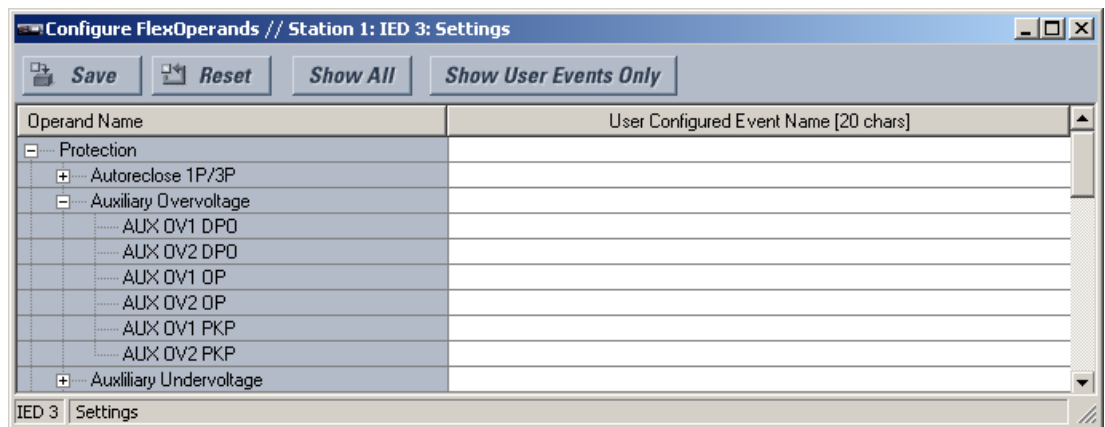 Configure FlexOperands // Station 1: IED 3: Settings
Save Reset Show All Show User Events Only
Operand Name User Configured Event Name [20 chars]
Protection
Autoreclose 1P/3P
Auxiliary Overvoltage
AUX OV1 DPO
AUX OV2 DPO
AUX OV1 OP
AUX OV2 OP
AUX OV1 PKP
AUX OV2 PKP
Auxliliary Undervoltage
IED 3 Settings